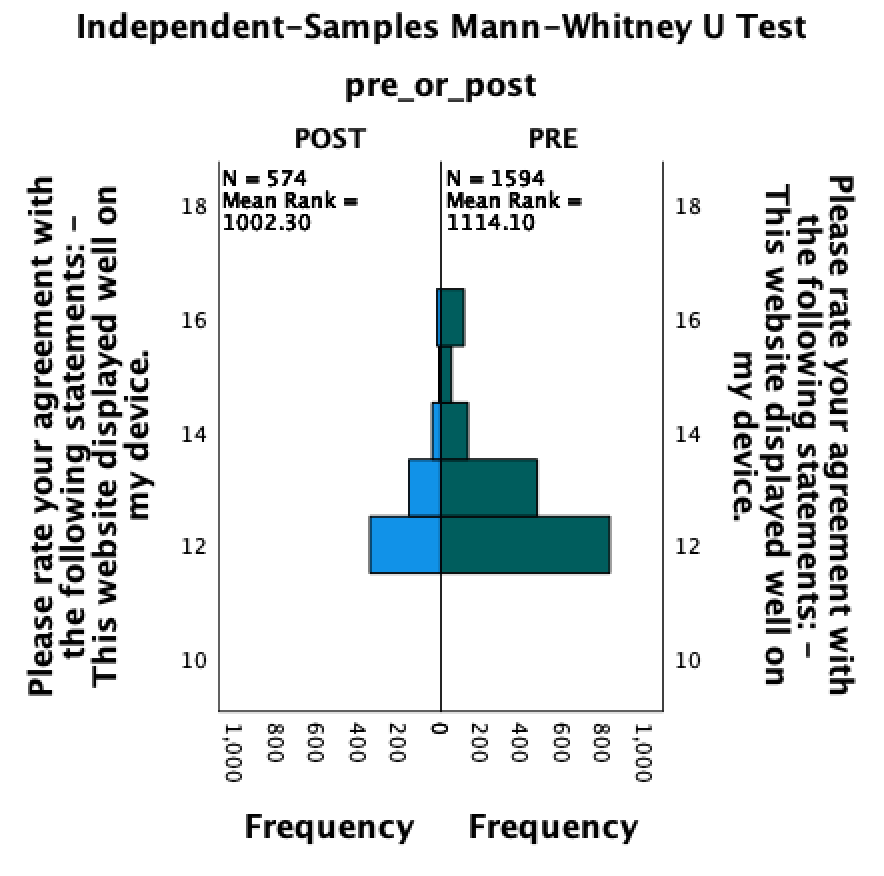 Independent-Samples Mann-Whitney U Test
pre_or_post
POST
PRE
N = 574
Mean Rank =
1002.30
N = 1594
Mean Rank =
1114.10
Please rate your agreement with
the following statements: –
This website displayed well on
my device.
18
16
14
12
10
18
16
14
12
10
Please rate your agreement with
the following statements: –
This website displayed well on
my device.
1,000
800
600
400
200
0
200
400
600
800
1,000
Frequency
Frequency